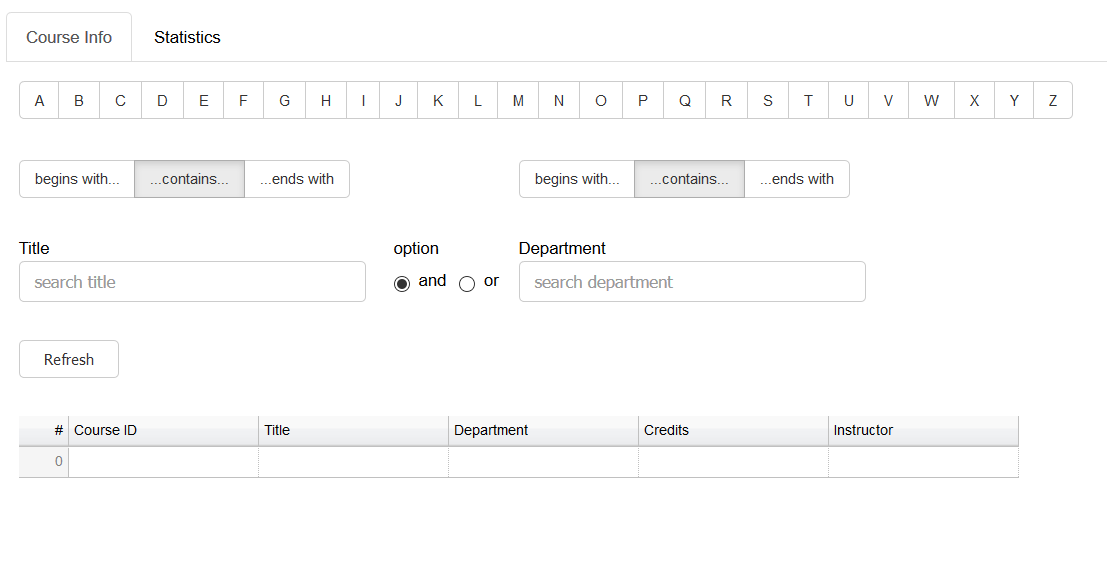 Course Info Statistics
A B C D E F G H I J K L M N O P Q R S T U V W X Y Z
begins with... ...contains... ...ends with begins with... ...contains... ...ends with
Title option Department
search title and or search department
Refresh
# Course ID Title Department Credits Instructor
0